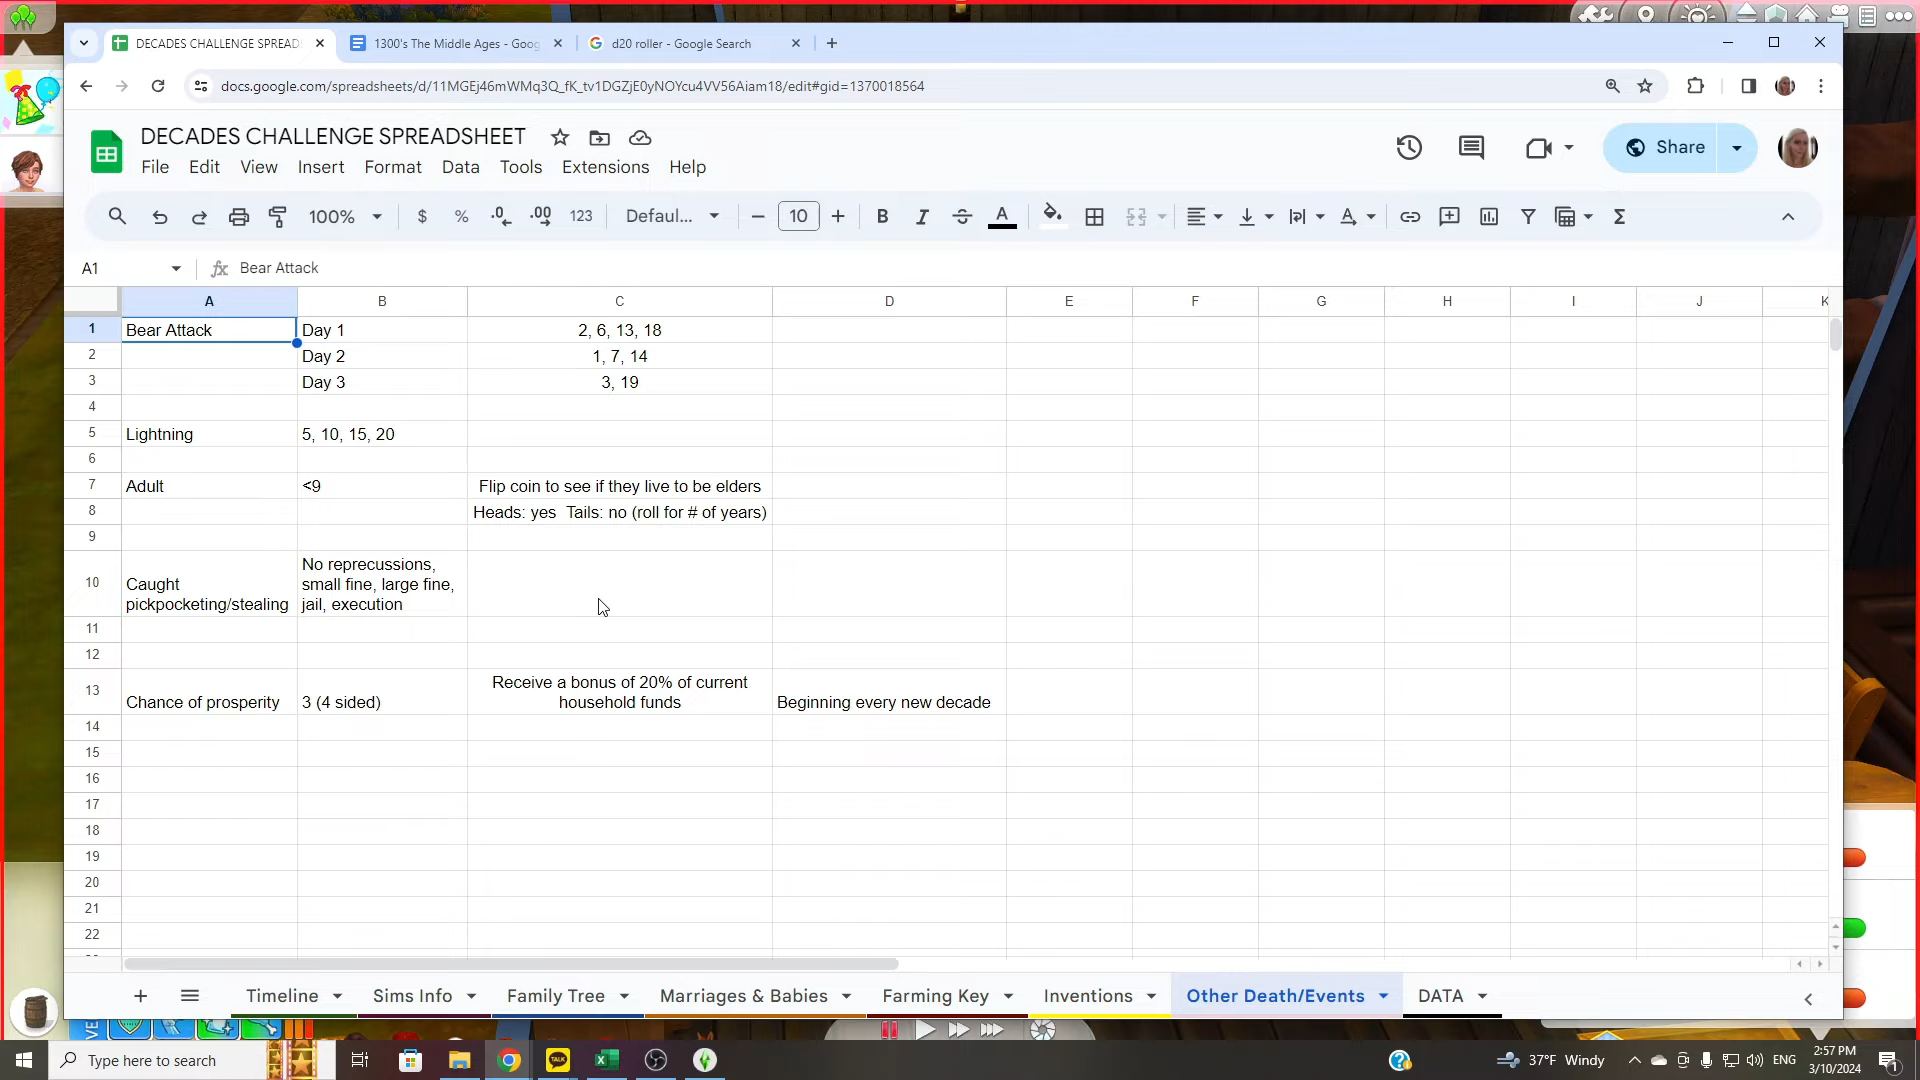 DECADES CHALLENGE SPREAD
1300's The Middle Ages - Goog
d20 roller - Google Search
docs.google.com/spreadsheets/d/11MGEj46mWMq3Q_fK_tv1DGZjE0yNOYcu4VV56Aiam18/edit#gid=1370018564
DECADES CHALLENGE SPREADSHEET
File Edit View Insert Format Data Tools Extensions Help
Share
100% $ % .0 .00 123 Defaul... 10 B I A
A1 fx Bear Attack
A B C D E F G H I J K
1 Bear Attack Day 1 2, 6, 13, 18
2 Day 2 1, 7, 14
3 Day 3 3, 19
4
5 Lightning 5, 10, 15, 20
6
7 Adult <9 Flip coin to see if they live to be elders
8 Heads: yes Tails: no (roll for # of years)
9
No reprecussions,
10 Caught small fine, large fine,
pickpocketing/stealing jail, execution
11
12
Receive a bonus of 20% of current
13 Chance of prosperity 3 (4 sided) household funds Beginning every new decade
14
15
16
17
18
19
20
21
22
Timeline Sims Info Family Tree Marriages & Babies Farming Key Inventions Other Death/Events DATA
Type here to search
TALK
37°F Windy
ENG
2:57 PM
3/10/2024
1